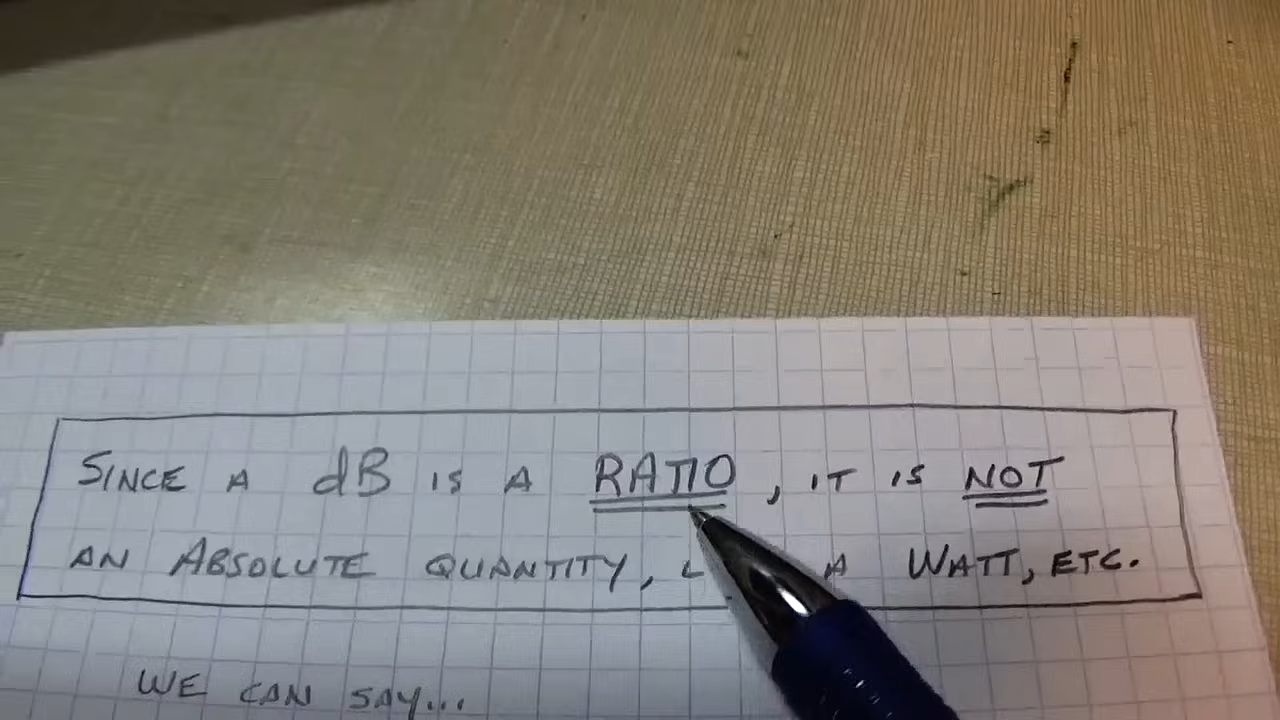 SINCE A dB IS A RATIO, IT IS NOT
AN ABSOLUTE QUANTITY, A WATT, ETC.
WE CAN SAY...